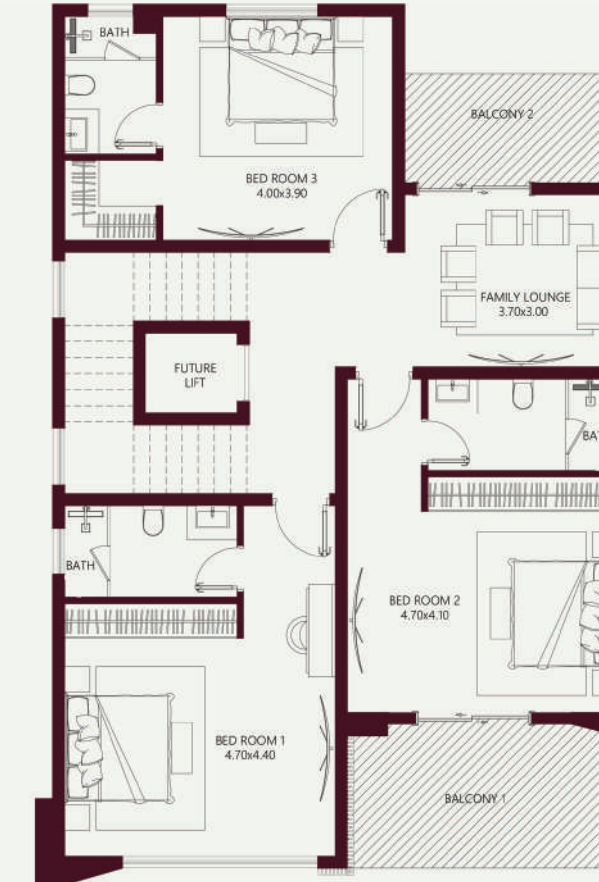 BATH
BALCONY 2
BED ROOM 3
4.00x3.90
FAMILY LOUNGE
3.70x3.00
FUTURE
LIFT
BATH
BED ROOM 2
4.70x4.10
BED ROOM 1
4.70x4.40
BALCONY 1